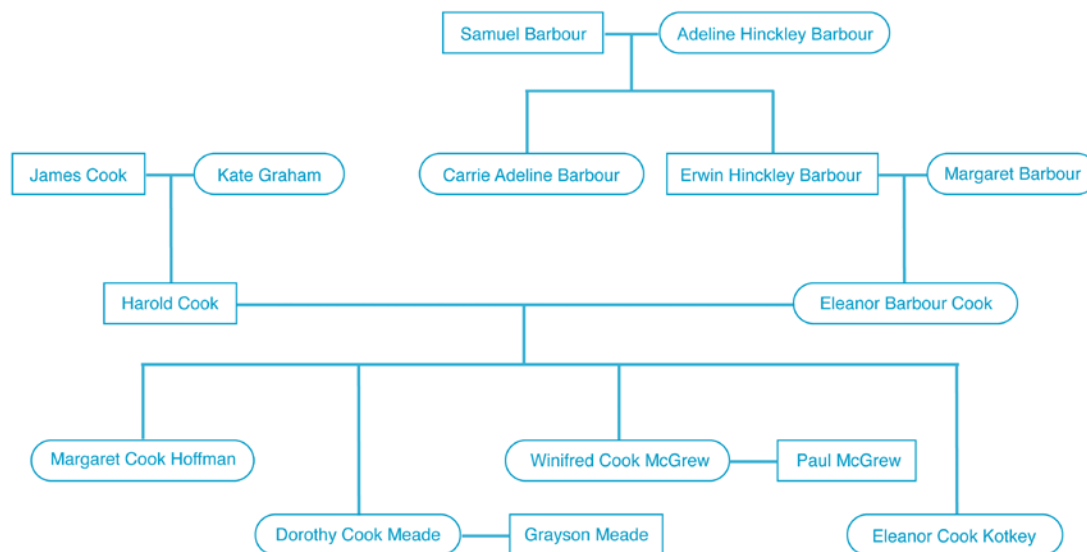 Samuel Barbour
Adeline Hinckley Barbour
James Cook
Kate Graham
Carrie Adeline Barbour
Erwin Hinckley Barbour
Margaret Barbour
Harold Cook
Eleanor Barbour Cook
Margaret Cook Hoffman
Winifred Cook McGrew
Paul McGrew
Dorothy Cook Meade
Grayson Meade
Eleanor Cook Kotkey